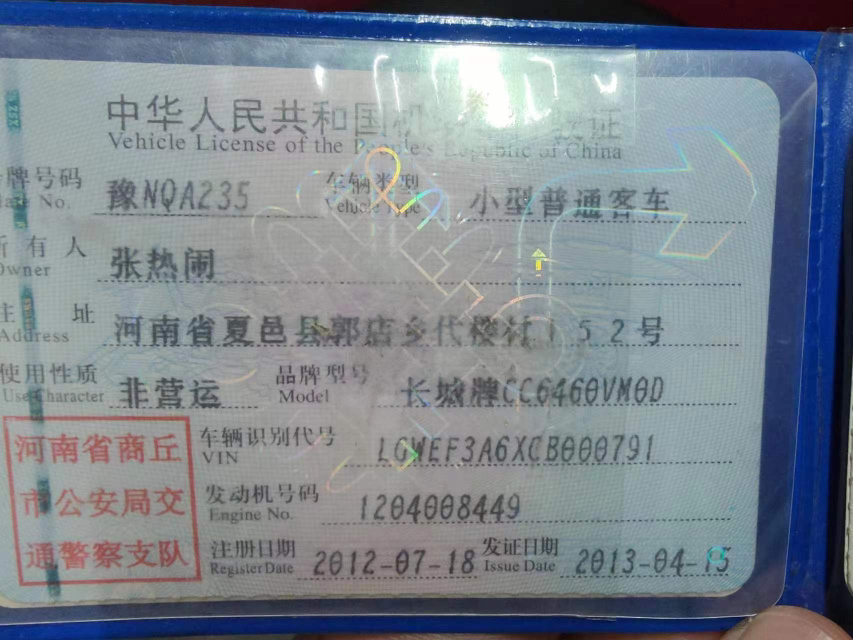 中华人民共和国机 证
Vehicle License of the People's Republic of China
牌号码 豫NQA235 车辆类型 小型普通客车
No. Vehicle Type
所有人 张热闹
Owner
住址 河南省夏邑县郭店乡代楼村152号
Address
使用性质 非营运 品牌型号 长城牌CC6460VM0D
Use Character Model
河南省商丘
市公安局交
通警察支队
车辆识别代号 LGWEF3A6XCB000791
VIN
发动机号码 1204008449
Engine No.
注册日期 2012-07-18 发证日期 2013-04-15
Register Date Issue Date